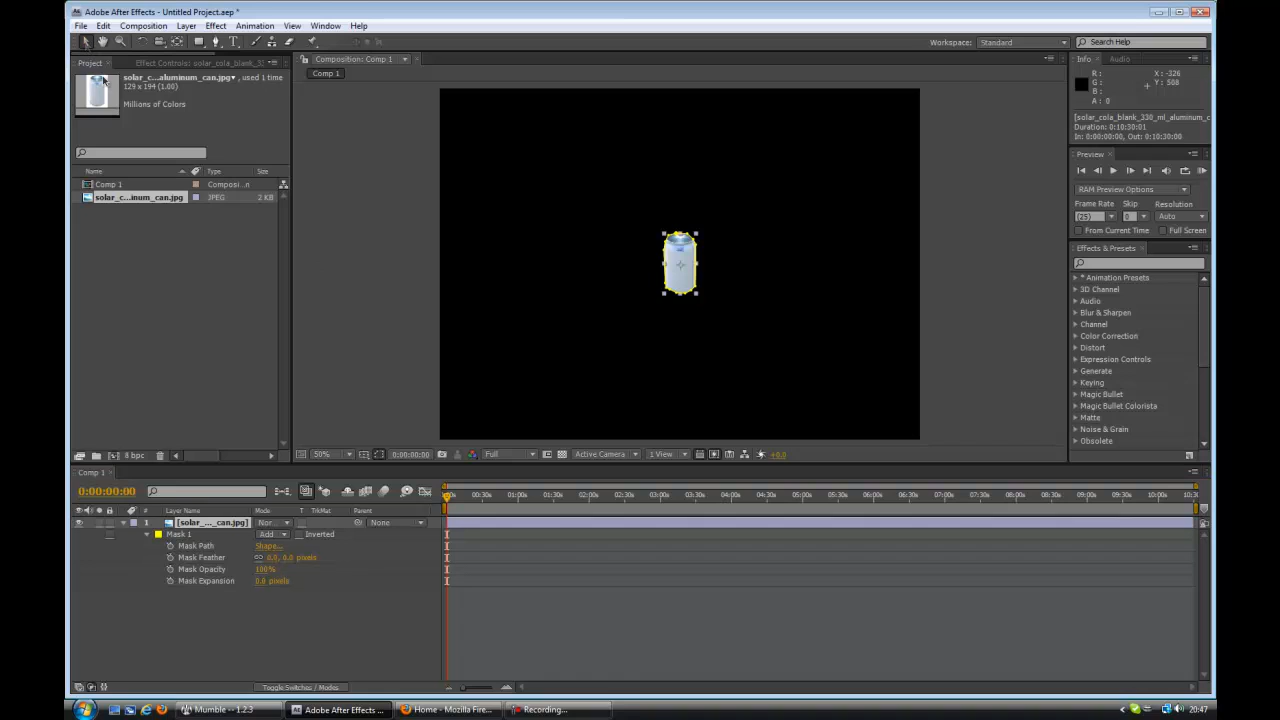 Adobe After Effects - Untitled Project.aep *
File Edit Composition Layer Effect Animation View Window Help
Workspace: Standard Search Help
Project Effect Controls: solar_cola_blank_33 Composition: Comp 1 Info Audio
Comp 1
solar_c...aluminum_can.jpg , used 1 time
129 x 194 (1.00)
Millions of Colors
R :
G :
B :
A : 0
X : -326
Y : 508
[solar_cola_blank_330_ml_aluminum_c
Duration: 0:10:30:01
In: 0:00:00:00, Out: 0:10:30:00
Preview
RAM Preview Options
Frame Rate Skip Resolution
(25) 0 Auto
From Current Time Full Screen
Name Type Size
Comp 1 Composi...n
solar_c...inum_can.jpg JPEG 2 KB
Effects & Presets
* Animation Presets
3D Channel
Audio
Blur & Sharpen
Channel
Color Correction
Distort
Expression Controls
Generate
Keying
Magic Bullet
Magic Bullet Colorista
Matte
Noise & Grain
Obsolete
8 bpc
50% 0:00:00:00 Full Active Camera 1 View +0.0
Comp 1
0:00:00:00
00:30s 01:00s 01:30s 02:00s 02:30s 03:00s 03:30s 04:00s 04:30s 05:00s 05:30s 06:00s 06:30s 07:00s 07:30s 08:00s 08:30s 09:00s 09:30s 10:00s 10:30
# Layer Name Mode T TrkMat Parent
1 [solar_..._can.jpg] Nor... None
Mask 1 Add Inverted
Mask Path Shape...
Mask Feather 0.0, 0.0 pixels
Mask Opacity 100%
Mask Expansion 0.0 pixels
Toggle Switches / Modes
Mumble -- 1.2.3 Adobe After Effects ... Home - Mozilla Fire... Recording... 20:47